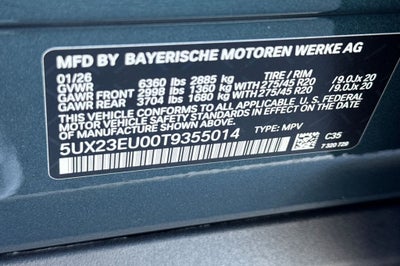 MFD BY BAYERISCHE MOTOREN WERKE AG
01/26
GVWR 6360 lbs 2885 kg TIRE / RIM
GAWR FRONT 2998 lbs 1360 kg WITH 275/45 R20 / 9.0J x 20
GAWR REAR 3704 lbs 1680 kg WITH 275/45 R20 / 9.0J x 20
THIS VEHICLE CONFORMS TO ALL APPLICABLE FEDERAL MOTOR VEHICLE SAFETY
STANDARDS IN EFFECT ON THE DATE OF MANUFACTURE SHOWN ABOVE
5UX23EU00T9355014 TYPE: MPV C35
7 320 728